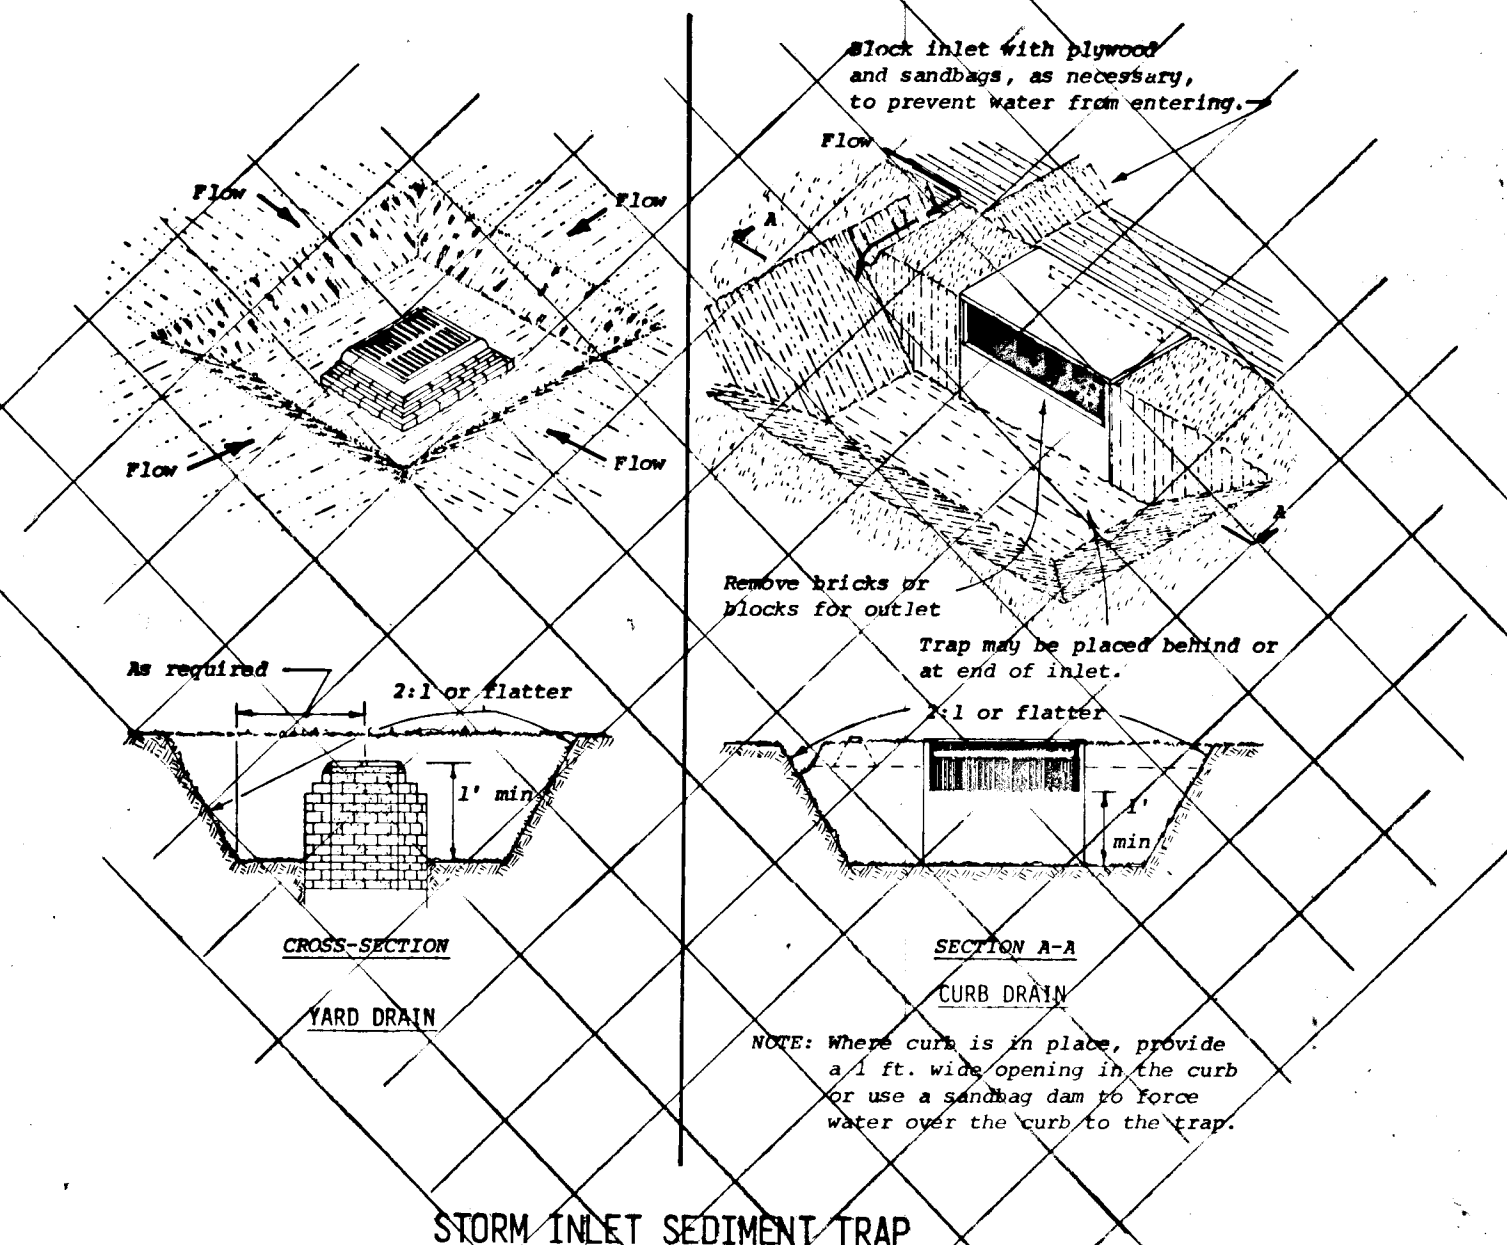 Block inlet with plywood
and sandbags, as necessary,
to prevent water from entering.
Flow
Flow
Flow
A
Flow
Flow
A
Remove bricks or
blocks for outlet
Trap may be placed behind or
at end of inlet.
As required
2:1 or flatter
2:1 or flatter
1' min
1'
min
CROSS-SECTION
YARD DRAIN
SECTION A-A
CURB DRAIN
NOTE: Where curb is in place, provide
a 1 ft. wide opening in the curb
or use a sandbag dam to force
water over the curb to the trap.
STORM INLET SEDIMENT TRAP